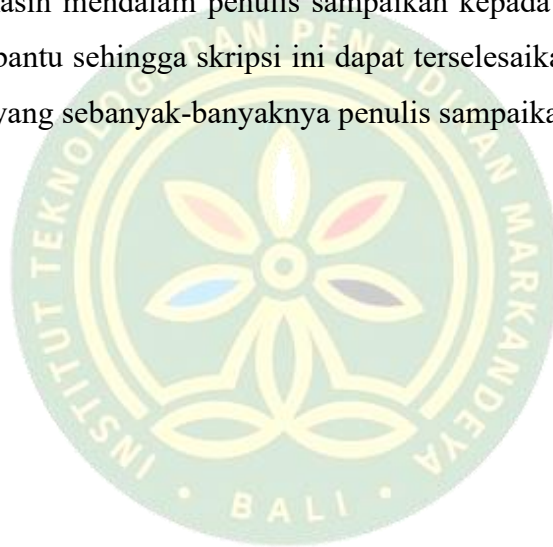 asih mendalam penulis sampaikan kepada
bantu sehingga skripsi ini dapat terselesaika
yang sebanyak-banyaknya penulis sampaika
INSTITUT TEKNOLOGI DAN PENDIDIKAN MARKANDEYA
• BALI •